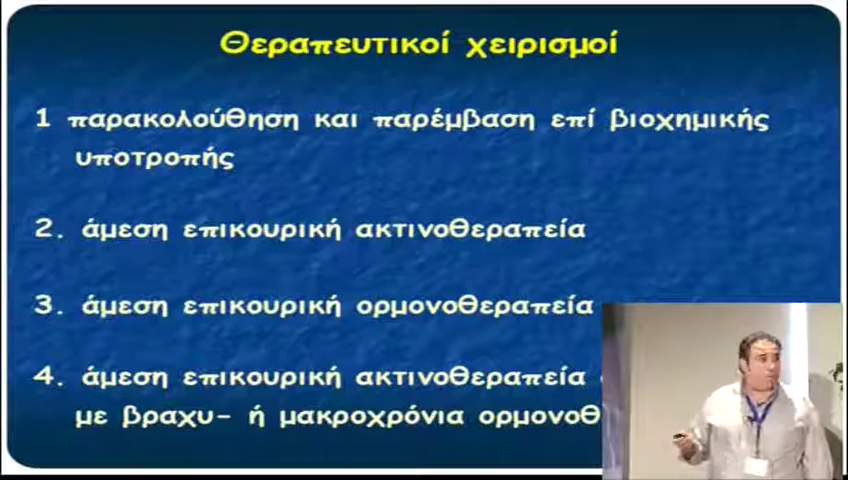 Θεραπευτικοί χειρισμοί
1 παρακολούθηση και παρέμβαση επί βιοχημικής
υποτροπής
2. άμεση επικουρική ακτινοθεραπεία
3. άμεση επικουρική ορμονοθεραπεία
4. άμεση επικουρική ακτινοθεραπεία
με βραχυ- ή μακροχρόνια